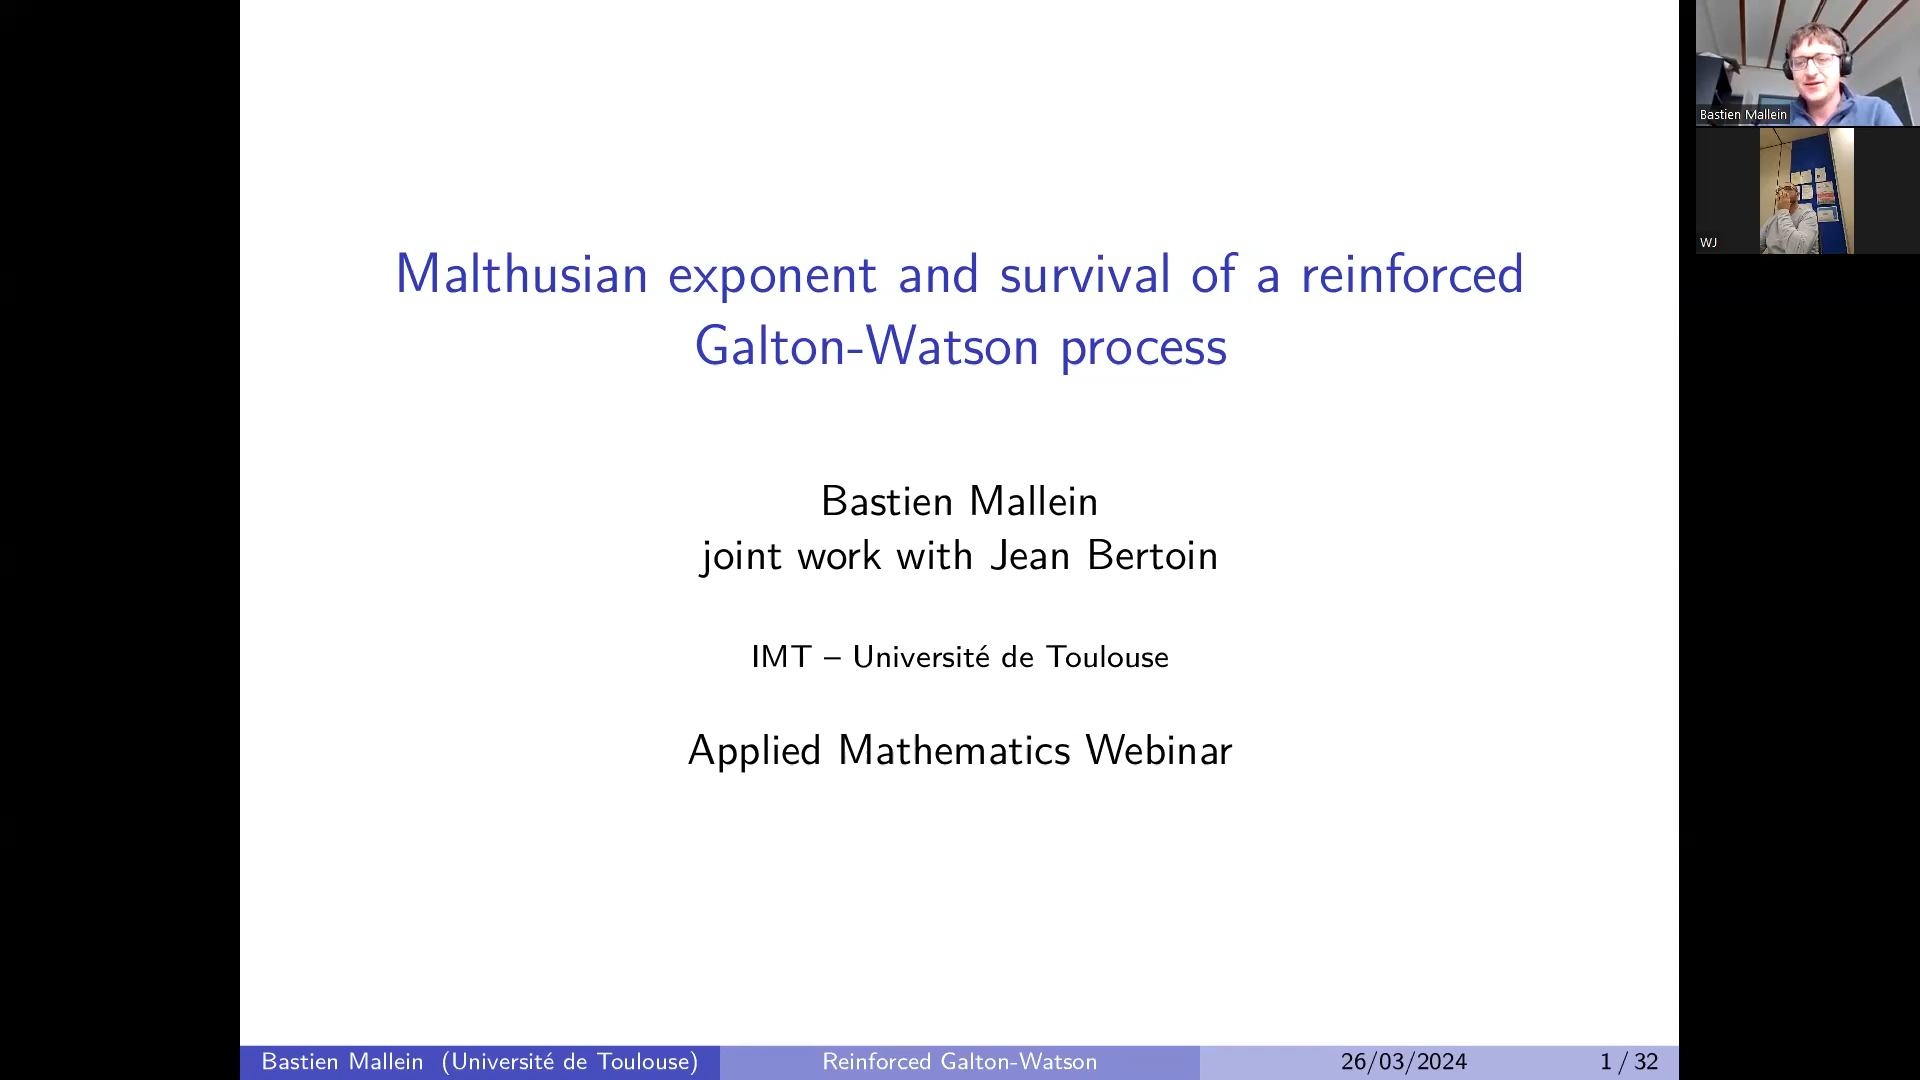 Malthusian exponent and survival of a reinforced
Galton-Watson process
Bastien Mallein
joint work with Jean Bertoin
IMT – Université de Toulouse
Applied Mathematics Webinar
Bastien Mallein (Université de Toulouse)
Reinforced Galton-Watson
26/03/2024
1 / 32
Bastien Mallein
WJ